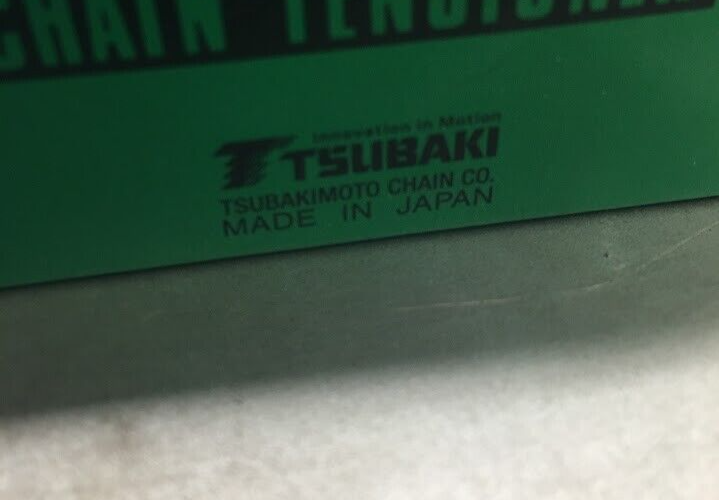 CHAIN TENSIONER
Innovation in Motion
TSUBAKI
TSUBAKIMOTO CHAIN CO.
MADE IN JAPAN